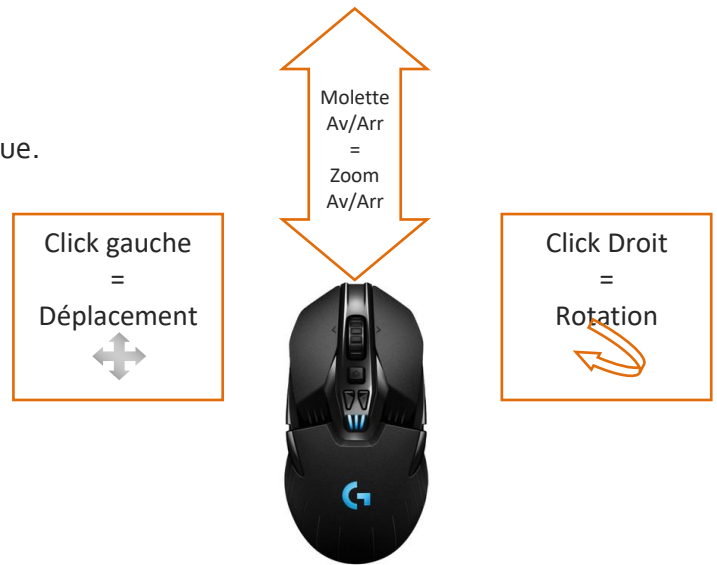 Molette
Av/Arr
=
Zoom
Av/Arr
ue.
Click gauche
=
Déplacement
Click Droit
=
Rotation
G